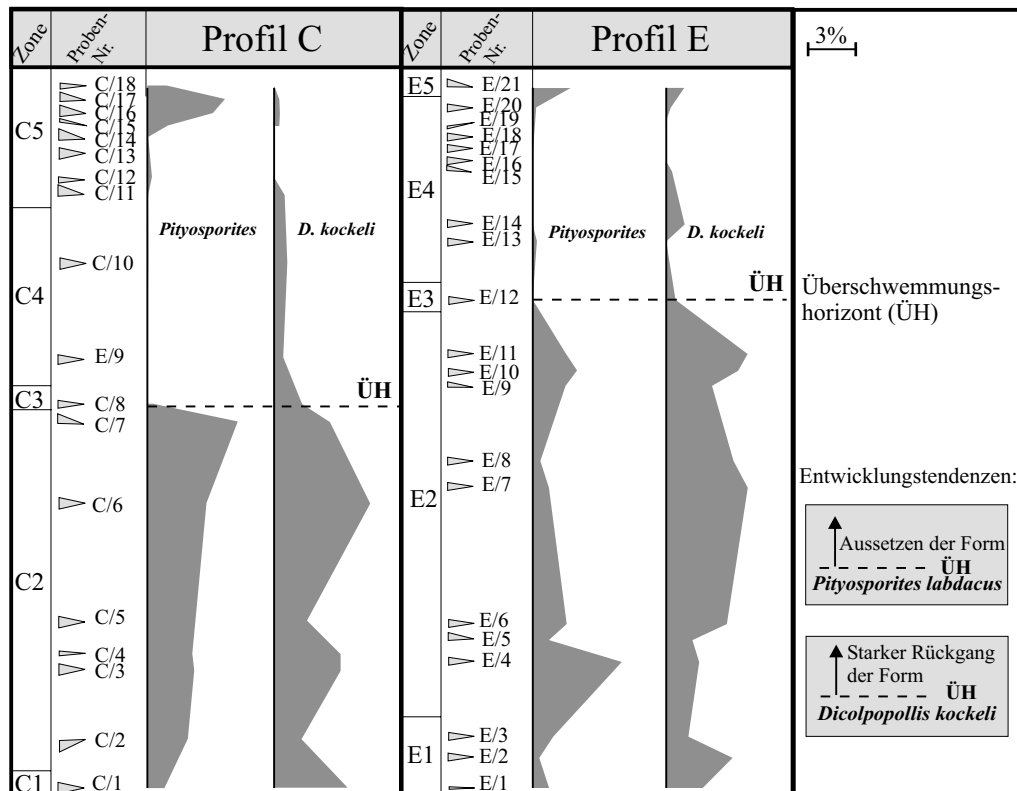 Zone
Proben-
Nr.
Profil C
C/18
C/17
C/16
C/15
C/14
C/13
C/12
C/11
C/10
E/9
C/8
C/7
C/6
C/5
C/4
C/3
C/2
C/1
C5
C4
C3
C2
C1
Pityosporites
D. kockeli
ÜH
Zone
Proben-
Nr.
Profil E
E5
E4
E3
E2
E1
E/21
E/20
E/19
E/18
E/17
E/16
E/15
E/14
E/13
E/12
E/11
E/10
E/9
E/8
E/7
E/6
E/5
E/4
E/3
E/2
E/1
Pityosporites
D. kockeli
ÜH
3%
Überschwemmungs-
horizont (ÜH)
Entwicklungstendenzen:
Aussetzen der Form
ÜH
Pityosporites labdacus
Starker Rückgang
der Form
ÜH
Dicolpopollis kockeli